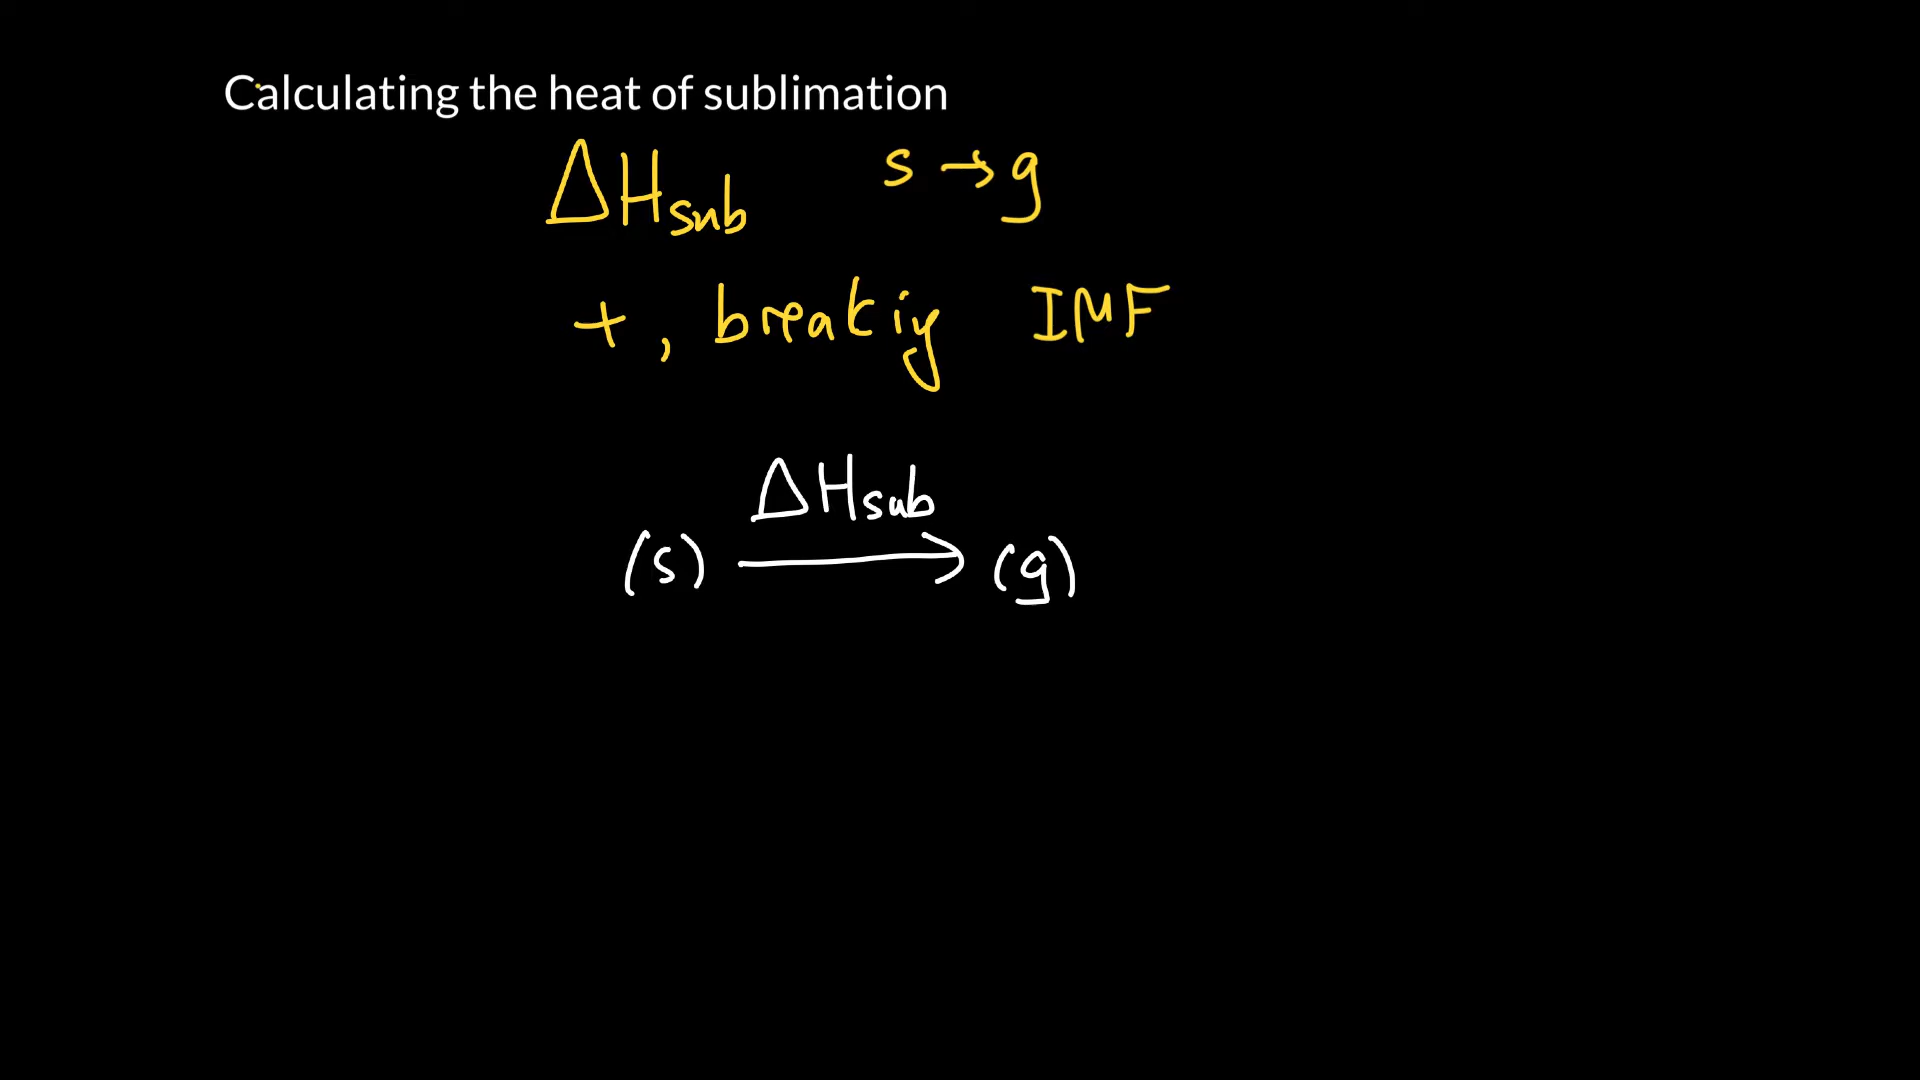 Calculating the heat of sublimation
ΔHsub s → g
+, breaking IMF
ΔHsub
(s) → (g)